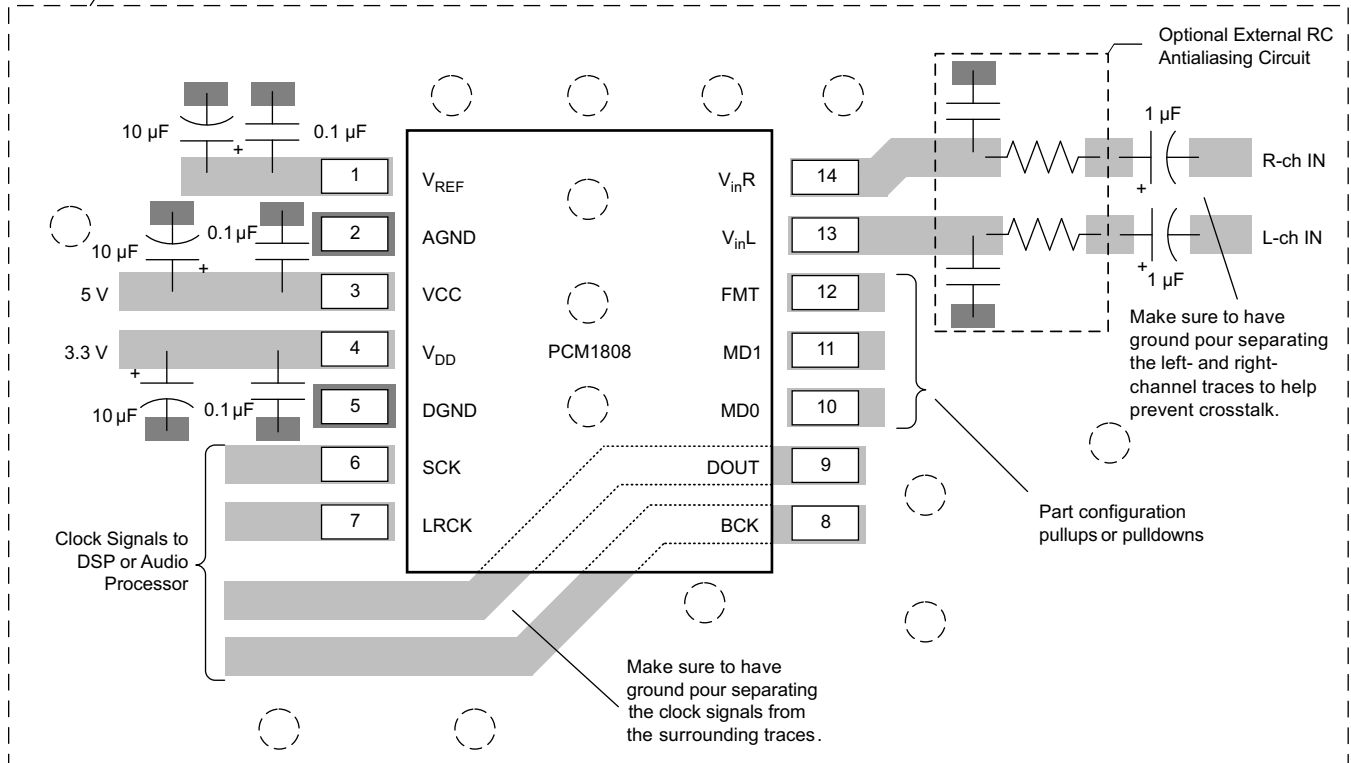 Optional External RC
Antialiasing Circuit
10 µF
+
0.1 µF
1
VREF
AGND
2
10 µF
+
0.1 µF
5 V
3
VCC
3.3 V
4
VDD
+
10 µF
0.1 µF
5
DGND
6
SCK
7
LRCK
PCM1808
VinR
14
VinL
13
FMT
12
MD1
11
MD0
10
DOUT
9
BCK
8
1 µF
+
R-ch IN
L-ch IN
+
1 µF
Make sure to have
ground pour separating
the left- and right-
channel traces to help
prevent crosstalk.
Part configuration
pullups or pulldowns
Clock Signals to
DSP or Audio
Processor
Make sure to have
ground pour separating
the clock signals from
the surrounding traces.